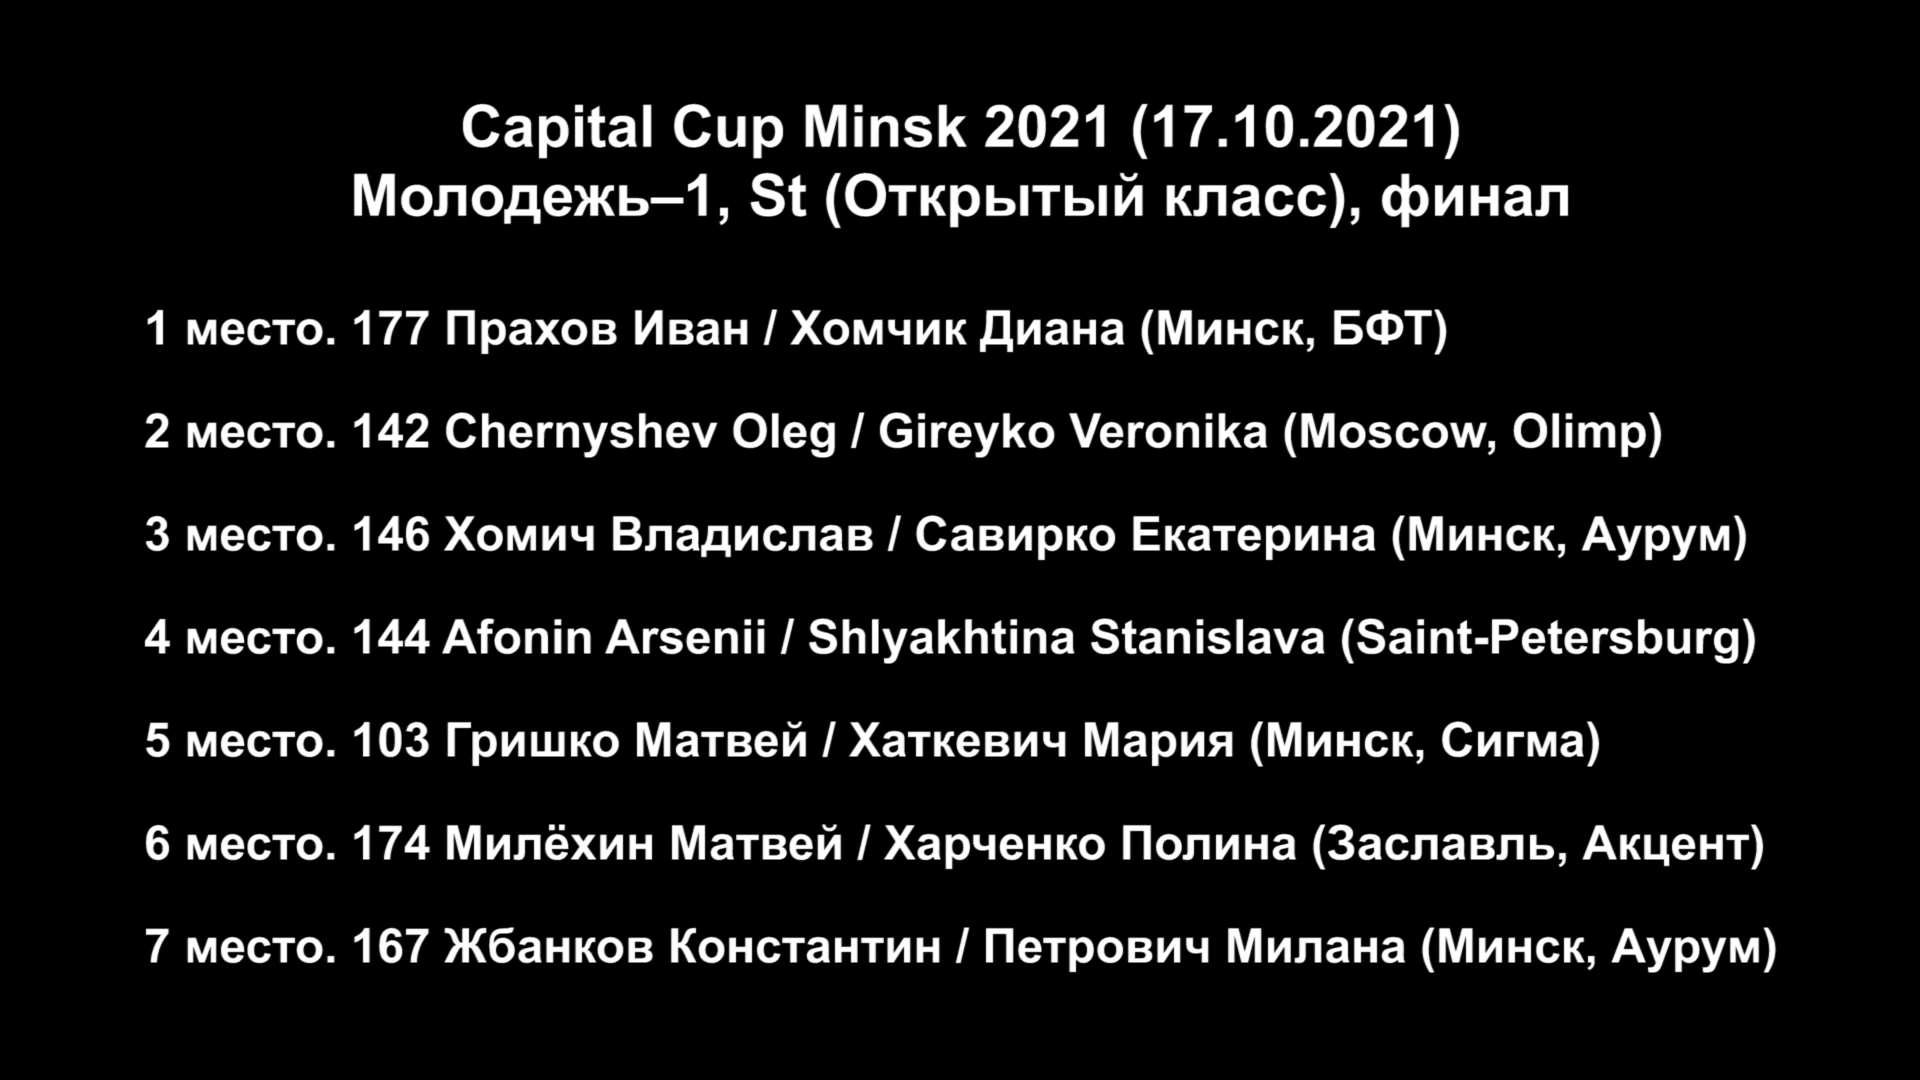 Capital Cup Minsk 2021 (17.10.2021)
Молодежь–1, St (Открытый класс), финал
1 место. 177 Прахов Иван / Хомчик Диана (Минск, БФТ)
2 место. 142 Chernyshev Oleg / Gireyko Veronika (Moscow, Olimp)
3 место. 146 Хомич Владислав / Савирко Екатерина (Минск, Аурум)
4 место. 144 Afonin Arsenii / Shlyakhtina Stanislava (Saint-Petersburg)
5 место. 103 Гришко Матвей / Хаткевич Мария (Минск, Сигма)
6 место. 174 Милёхин Матвей / Харченко Полина (Заславль, Акцент)
7 место. 167 Жбанков Константин / Петрович Милана (Минск, Аурум)